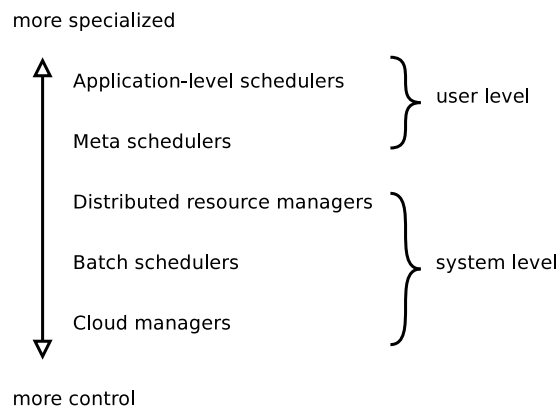 more specialized
Application-level schedulers
user level
Meta schedulers
Distributed resource managers
Batch schedulers
system level
Cloud managers
more control